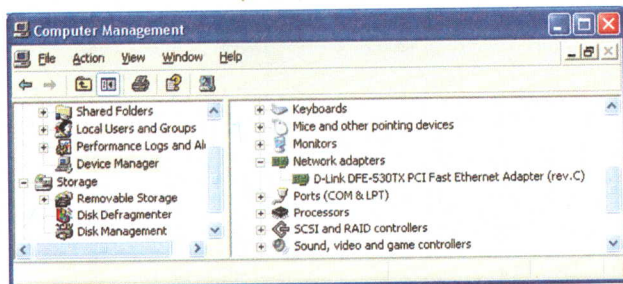 Computer Management
File Action View Window Help
Shared Folders
Local Users and Groups
Performance Logs and Al
Device Manager
Storage
Removable Storage
Disk Defragmenter
Disk Management
Keyboards
Mice and other pointing devices
Monitors
Network adapters
D-Link DFE-530TX PCI Fast Ethernet Adapter (rev.C)
Ports (COM & LPT)
Processors
SCSI and RAID controllers
Sound, video and game controllers